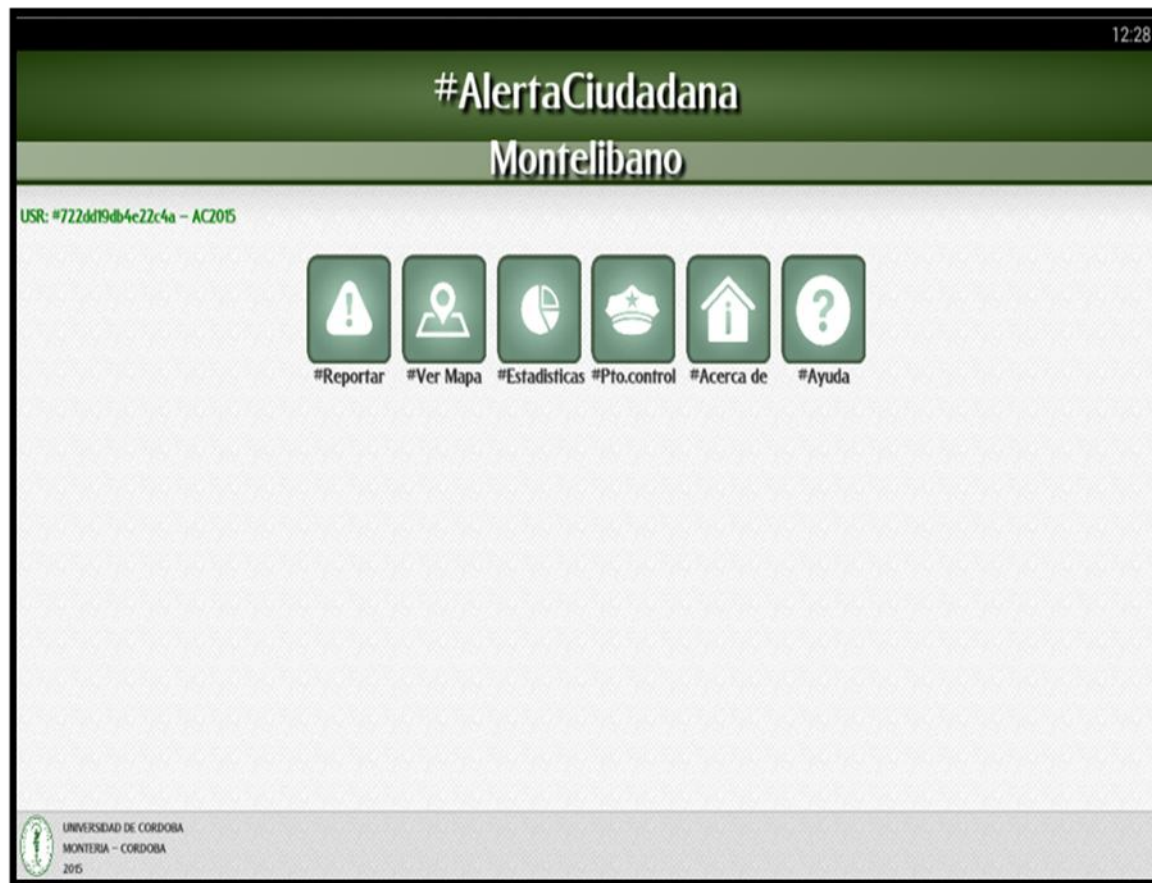 12:28
#AlertaCiudadana
Montelibano
USR: #722dd19db4e22c4a – AC2015
#Reportar #Ver Mapa #Estadisticas #Pto.control #Acerca de #Ayuda
UNIVERSIDAD DE CORDOBA
MONTERIA – CORDOBA
2015